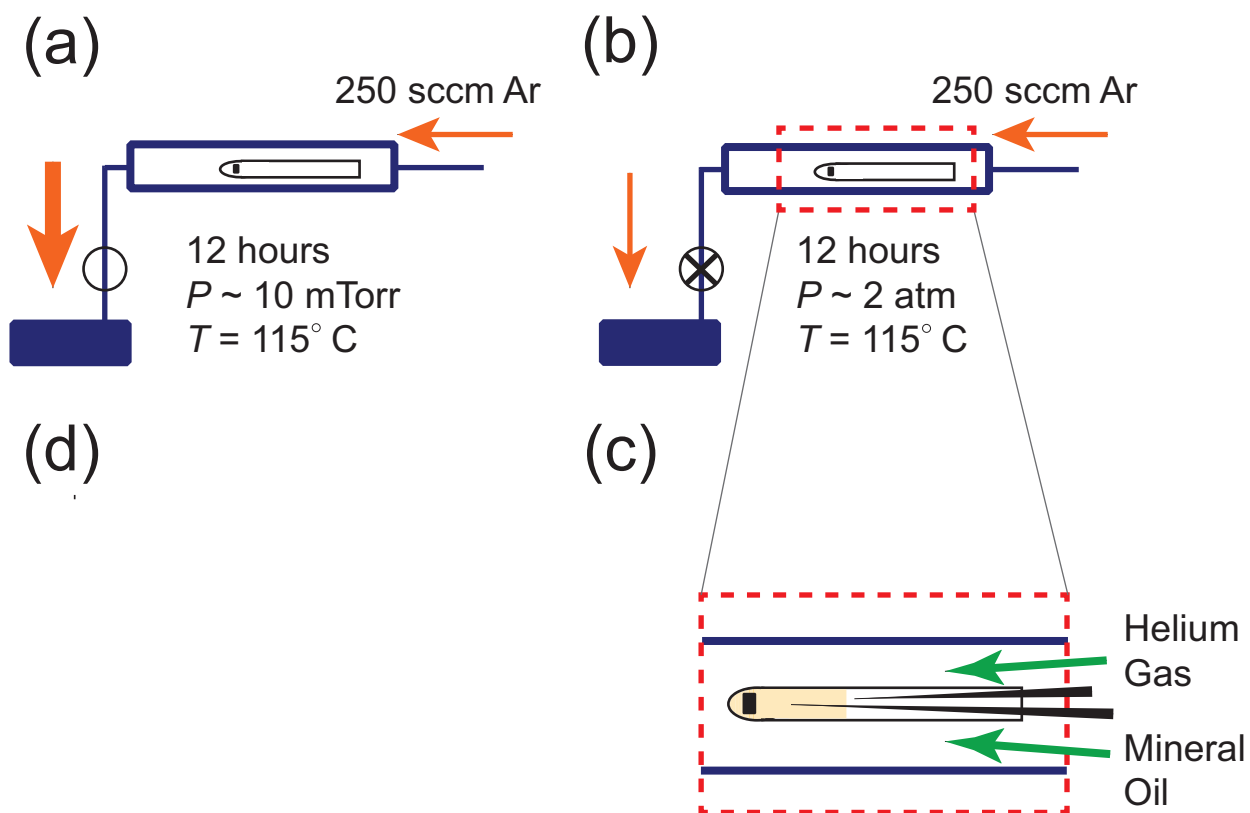 (a)
250 sccm Ar
12 hours
P ~ 10 mTorr
T = 115° C
(b)
250 sccm Ar
12 hours
P ~ 2 atm
T = 115° C
(d)
(c)
Helium
Gas
Mineral
Oil